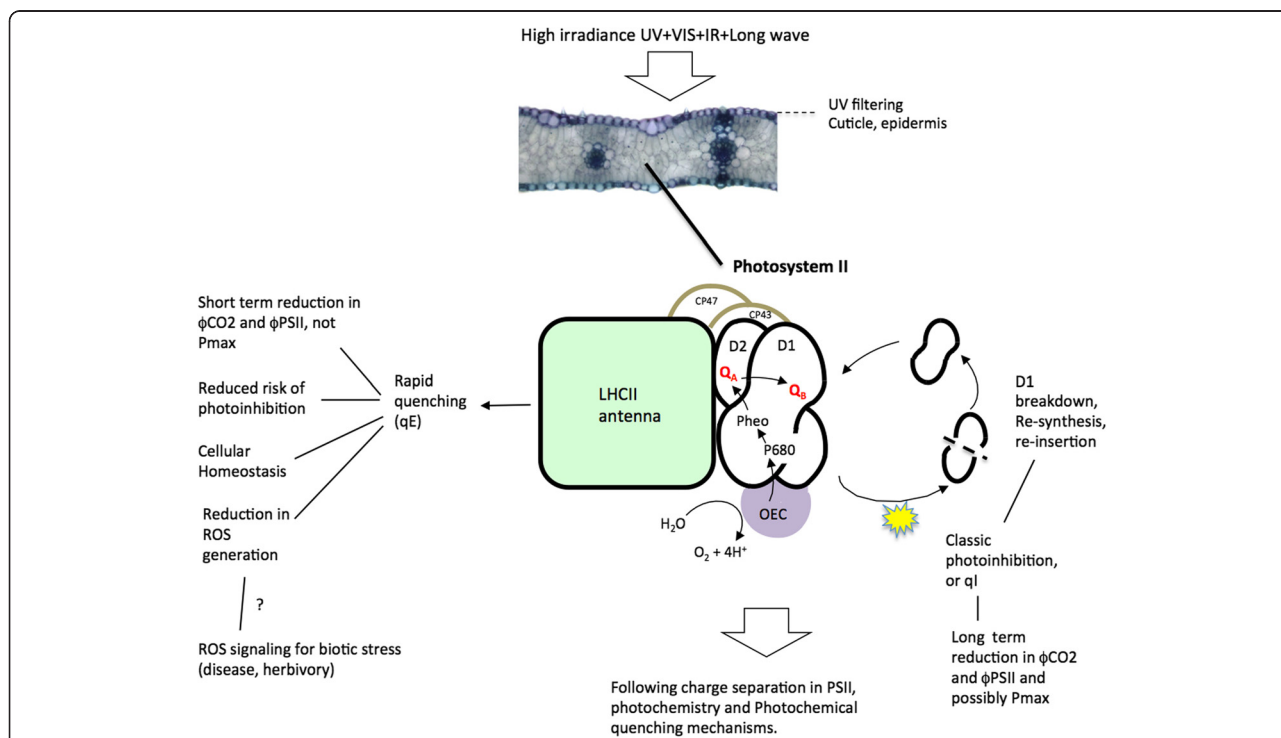 High irradiance UV+VIS+IR+Long wave
UV filtering
Cuticle, epidermis
Photosystem II
CP47
CP43
D2
D1
Q_A
Q_B
Pheo
P680
OEC
LHCII
antenna
H₂O
O₂ + 4H⁺
Rapid
quenching
(qE)
Short term reduction in
ϕCO2 and ϕPSII, not
Pmax
Reduced risk of
photoinhibition
Cellular
Homeostasis
Reduction in
ROS
generation
?
ROS signaling for biotic stress
(disease, herbivory)
D1
breakdown,
Re-synthesis,
re-insertion
Classic
photoinhibition,
or qI
Long term
reduction in ϕCO2
and ϕPSII and
possibly Pmax
Following charge separation in PSII,
photochemistry and Photochemical
quenching mechanisms.